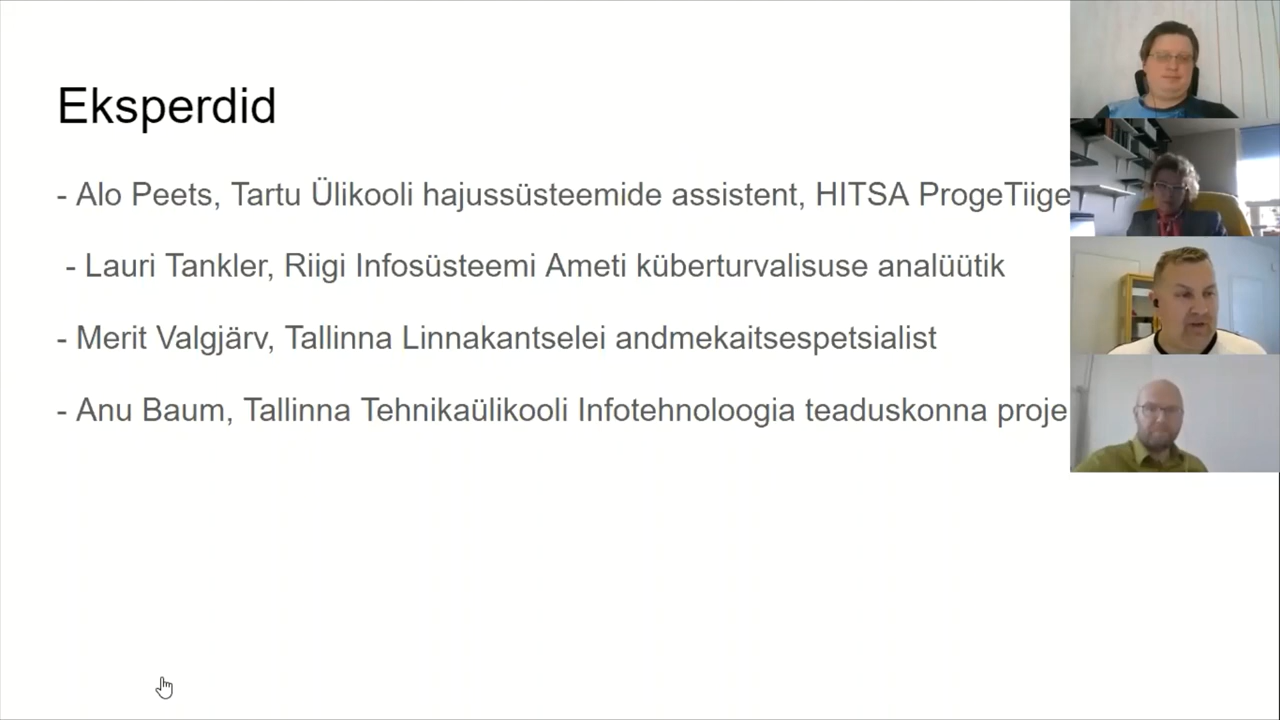 Eksperdid
- Alo Peets, Tartu Ülikooli hajussüsteemide assistent, HITSA ProgeTiige
- Lauri Tankler, Riigi Infosüsteemi Ameti küberturvalisuse analüütik
- Merit Valgjärv, Tallinna Linnakantselei andmekaitsespetsialist
- Anu Baum, Tallinna Tehnikaülikooli Infotehnoloogia teaduskonna proje